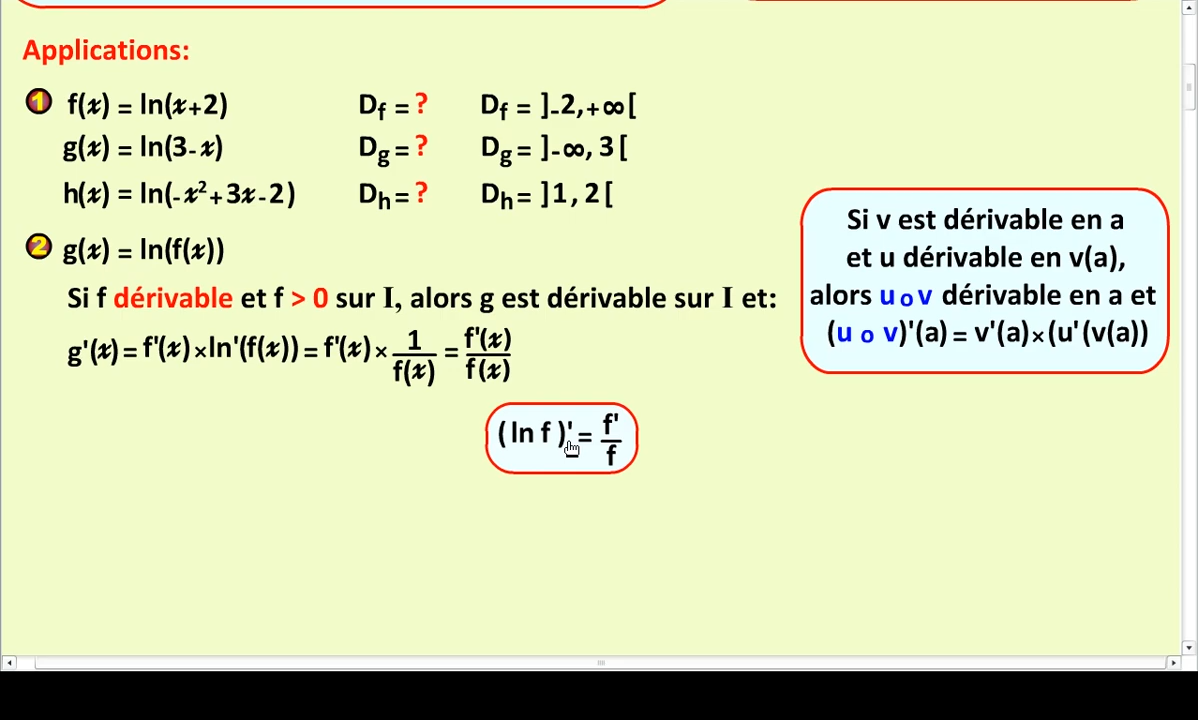 Applications:
1 f(x) = ln(x+2) Df = ? Df = ]-2,+∞[
g(x) = ln(3-x) Dg = ? Dg = ]-∞, 3[
h(x) = ln(-x²+3x-2) Dh = ? Dh = ]1, 2[
2 g(x) = ln(f(x))
Si f dérivable et f > 0 sur I, alors g est dérivable sur I et:
g'(x) = f'(x)×ln'(f(x)) = f'(x)× 1/f(x) = f'(x)/f(x)
(ln f)' = f'/f
Si v est dérivable en a
et u dérivable en v(a),
alors u o v dérivable en a et
(u o v)'(a) = v'(a)×(u'(v(a))